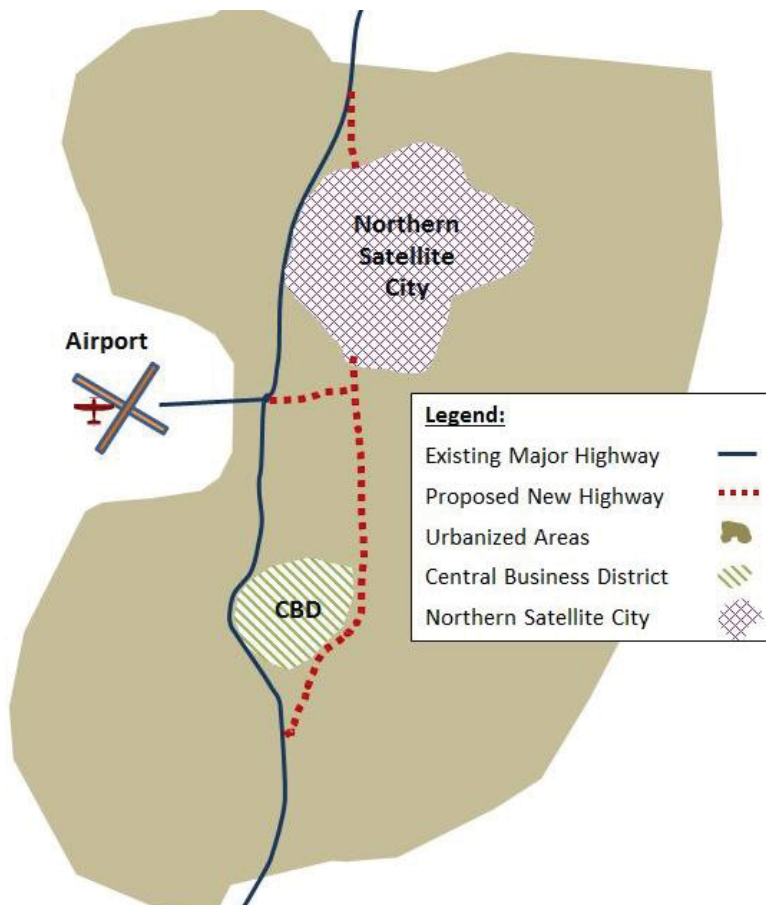 Northern
Satellite
City
Airport
Legend:
Existing Major Highway
Proposed New Highway
Urbanized Areas
Central Business District
Northern Satellite City
CBD